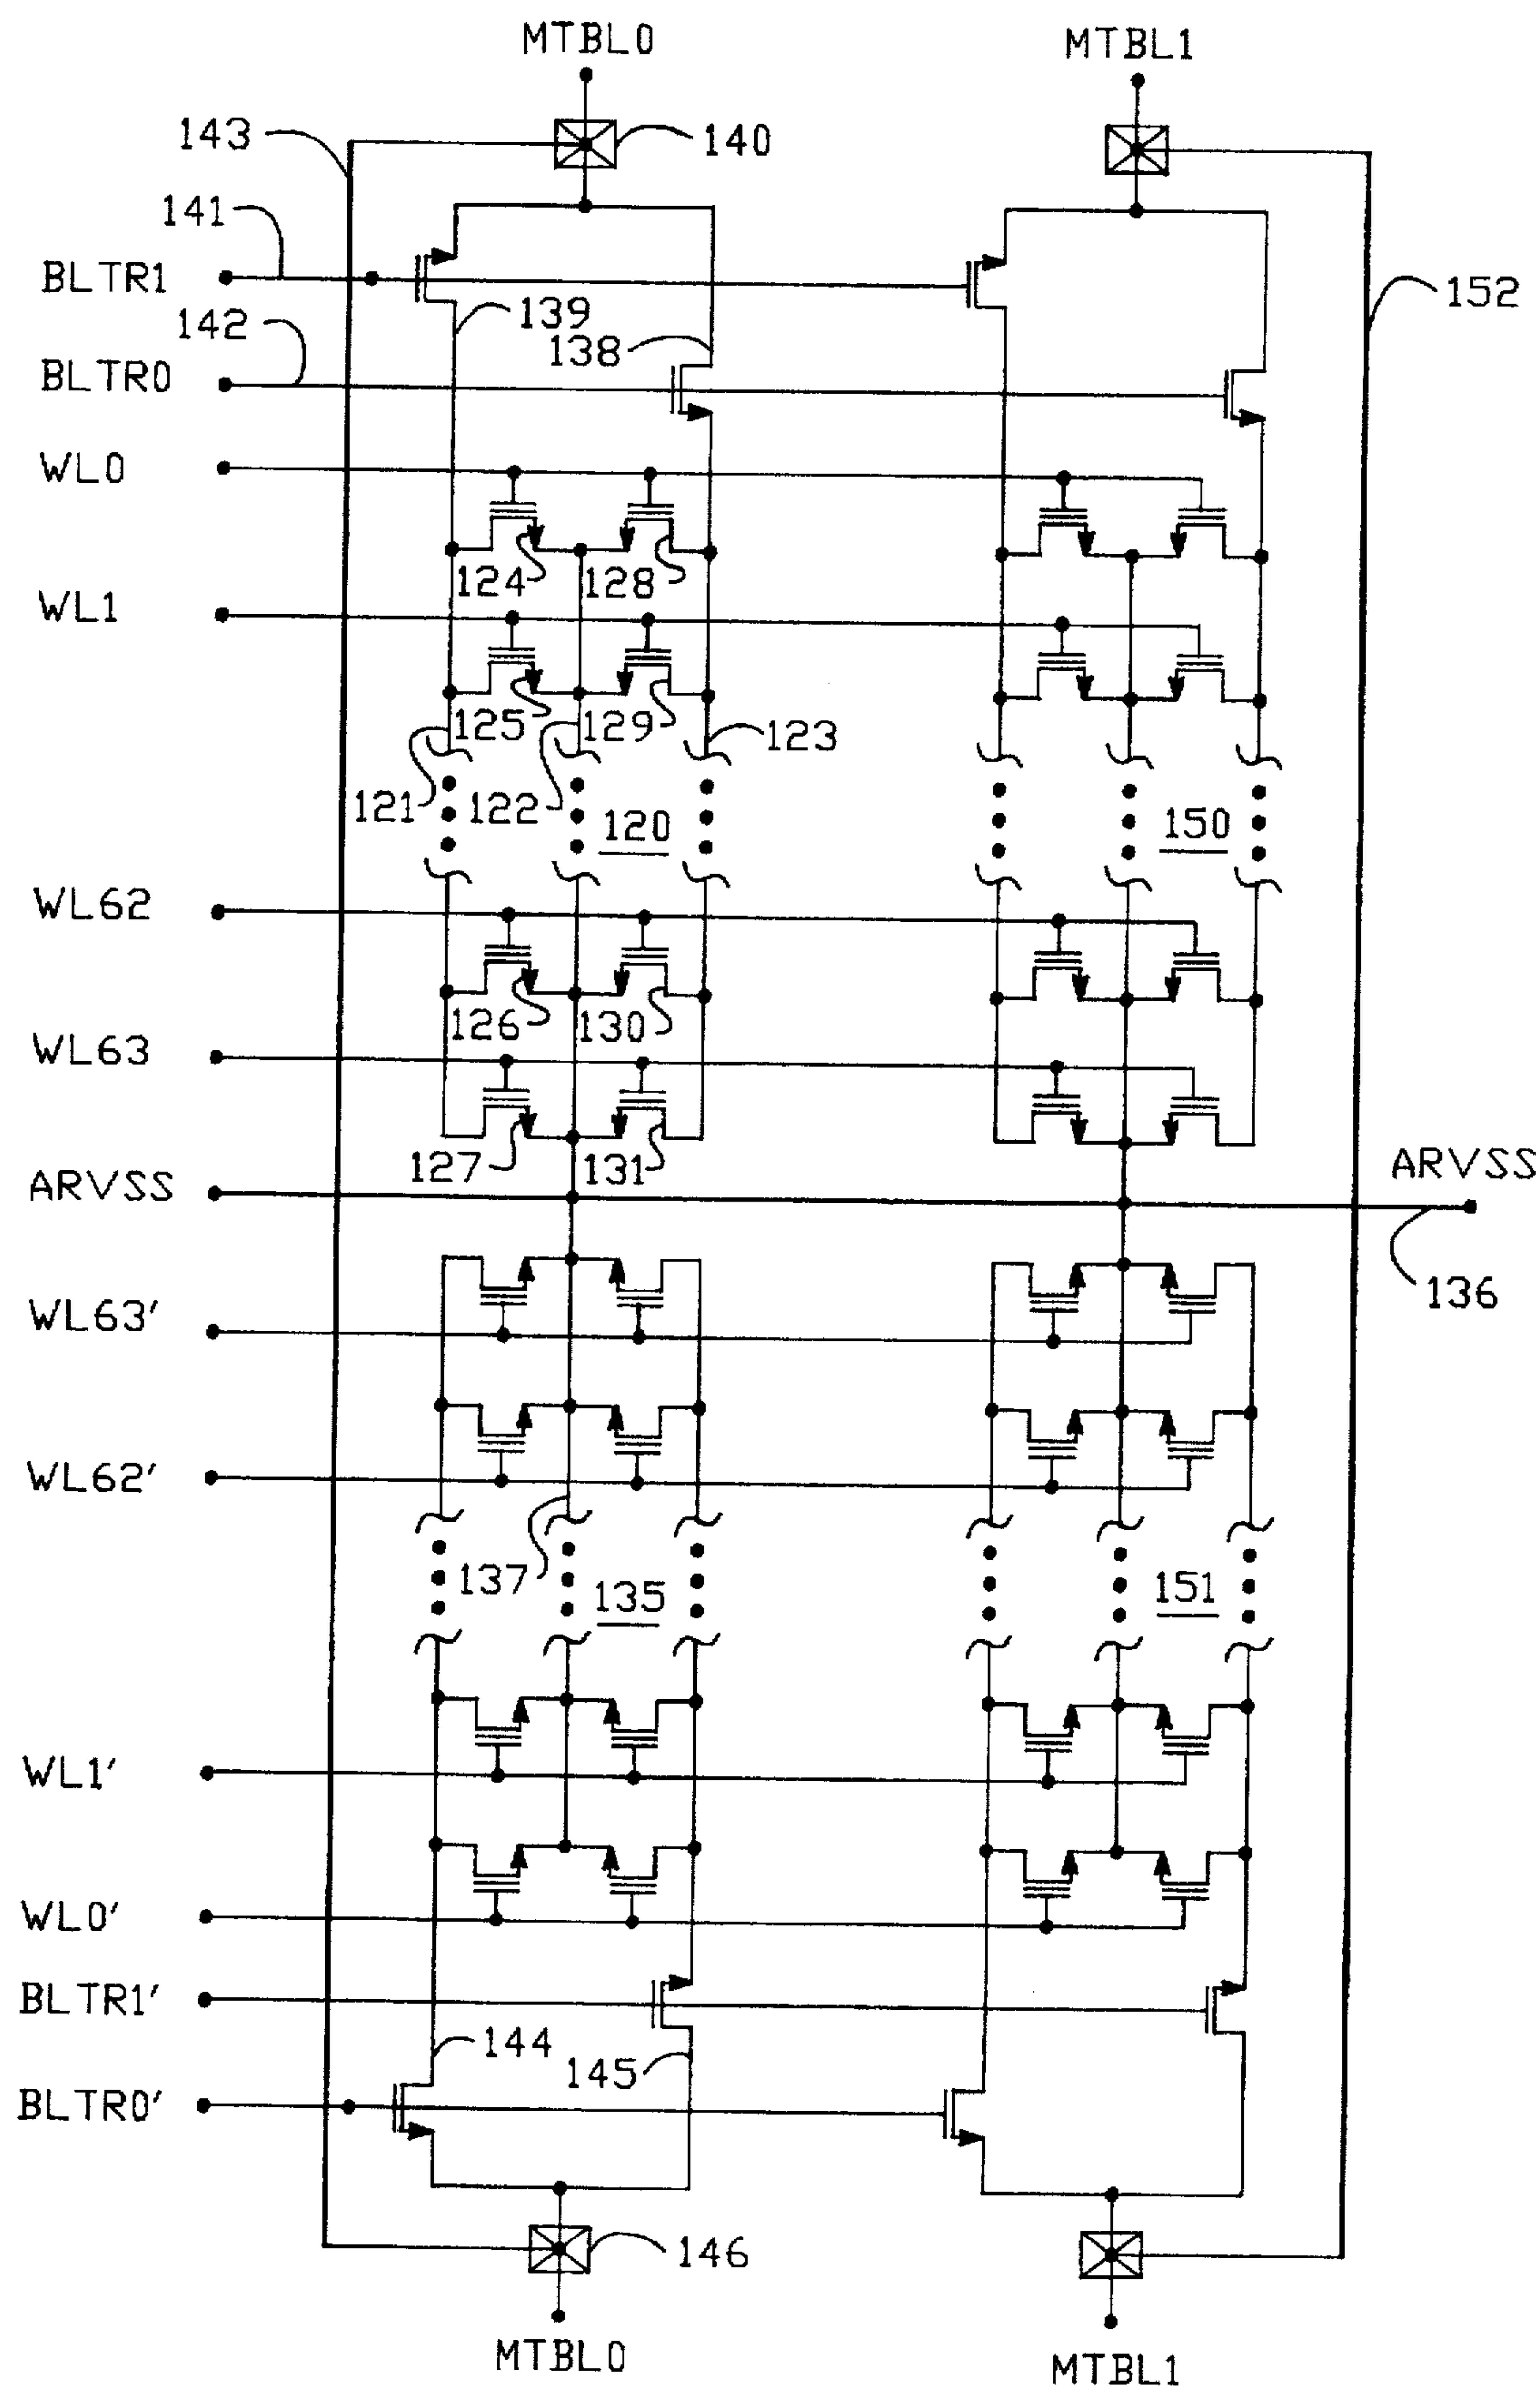 MTBL0
MTBL1
143
140
141
BLTR1
139
152
142
138
BLTR0
WL0
124
128
WL1
125
129
123
121
122
120
150
WL62
126
130
WL63
127
131
ARVSS
ARVSS
136
WL63'
WL62'
137
135
151
WL1'
WL0'
BLTR1'
144
145
BLTR0'
146
MTBL0
MTBL1